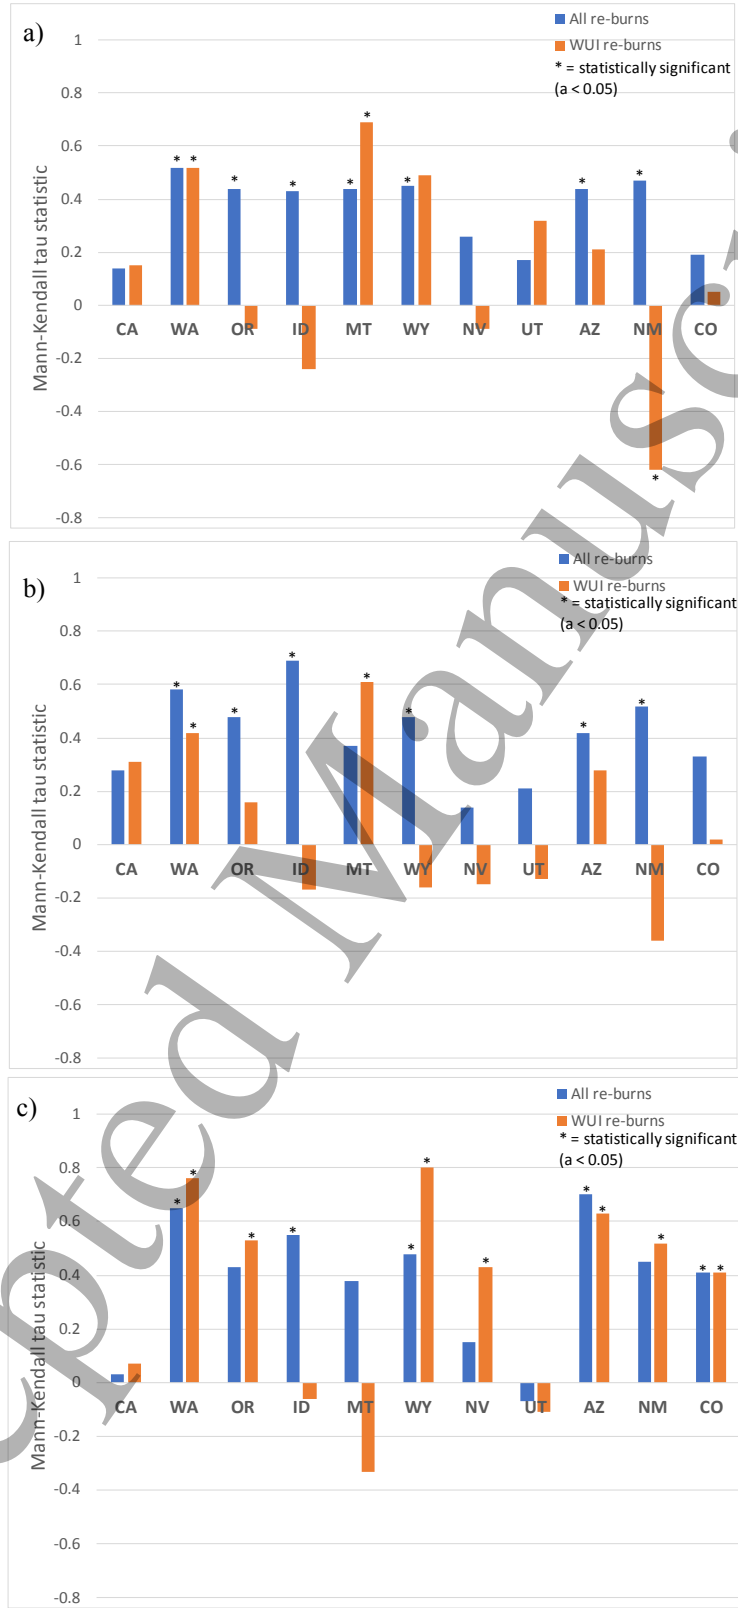 a)
All re-burns
WUI re-burns
* = statistically significant
(a < 0.05)
Mann-Kendall tau statistic
1
0.8
0.6
0.4
0.2
0
-0.2
-0.4
-0.6
-0.8
* * * * * * * * *
CA WA OR ID MT WY NV UT AZ NM CO
*
b)
All re-burns
WUI re-burns
* = statistically significant
(a < 0.05)
Mann-Kendall tau statistic
1
0.8
0.6
0.4
0.2
0
-0.2
-0.4
-0.6
-0.8
* * * * * * * *
CA WA OR ID MT WY NV UT AZ NM CO
c)
All re-burns
WUI re-burns
* = statistically significant
(a < 0.05)
Mann-Kendall tau statistic
1
0.8
0.6
0.4
0.2
0
-0.2
-0.4
-0.6
-0.8
* * * * * * * * * * * *
CA WA OR ID MT WY NV UT AZ NM CO
cepted Manusci